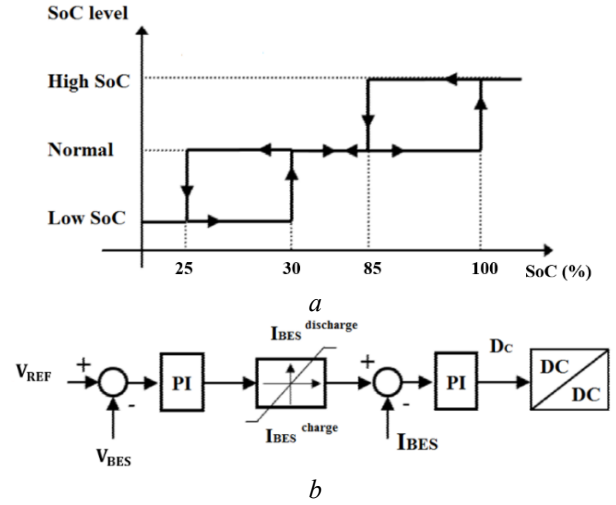 SoC level
High SoC
Normal
Low SoC
25 30 85 100 SoC (%)
a
I_BES^discharge
V_REF + - PI + - PI D_C DC DC
V_BES
I_BES^charge
I_BES
b